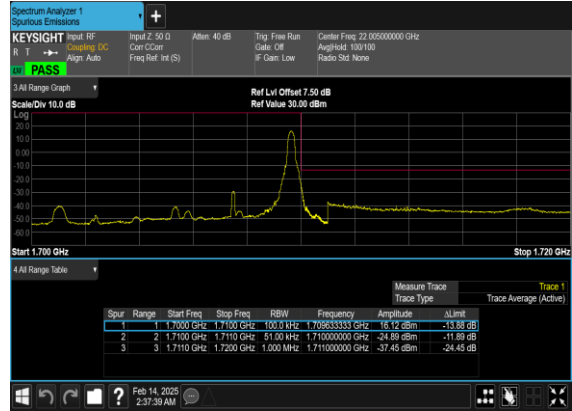 Spectrum Analyzer 1
Spurious Emissions
+
KEYSIGHT Input: RF Input Z: 50 Ω Atten: 40 dB Trig: Free Run Center Freq: 22.005000000 GHz
R T Coupling: DC Corr CCorr Gate: Off Avg|Hold: 100/100
Align: Auto Freq Ref: Int (S) IF Gain: Low Radio Std: None
PASS
3 All Range Graph
Ref Lvl Offset 7.50 dB
Scale/Div 10.0 dB Ref Value 30.00 dBm
Log
20.0
10.0
0.00
-10.0
-20.0
-30.0
-40.0
-50.0
-60.0
Start 1.700 GHz Stop 1.720 GHz
4 All Range Table
Measure Trace Trace 1
Trace Type Trace Average (Active)
Spur Range Start Freq Stop Freq RBW Frequency Amplitude ΔLimit
1 1 1.7000 GHz 1.7100 GHz 100.0 kHz 1.709633333 GHz 16.12 dBm -13.88 dB
2 2 1.7100 GHz 1.7110 GHz 51.00 kHz 1.710000000 GHz -24.89 dBm -11.89 dB
3 3 1.7110 GHz 1.7200 GHz 1.000 MHz 1.711000000 GHz -37.45 dBm -24.45 dB
? Feb 14, 2025
2:37:39 AM